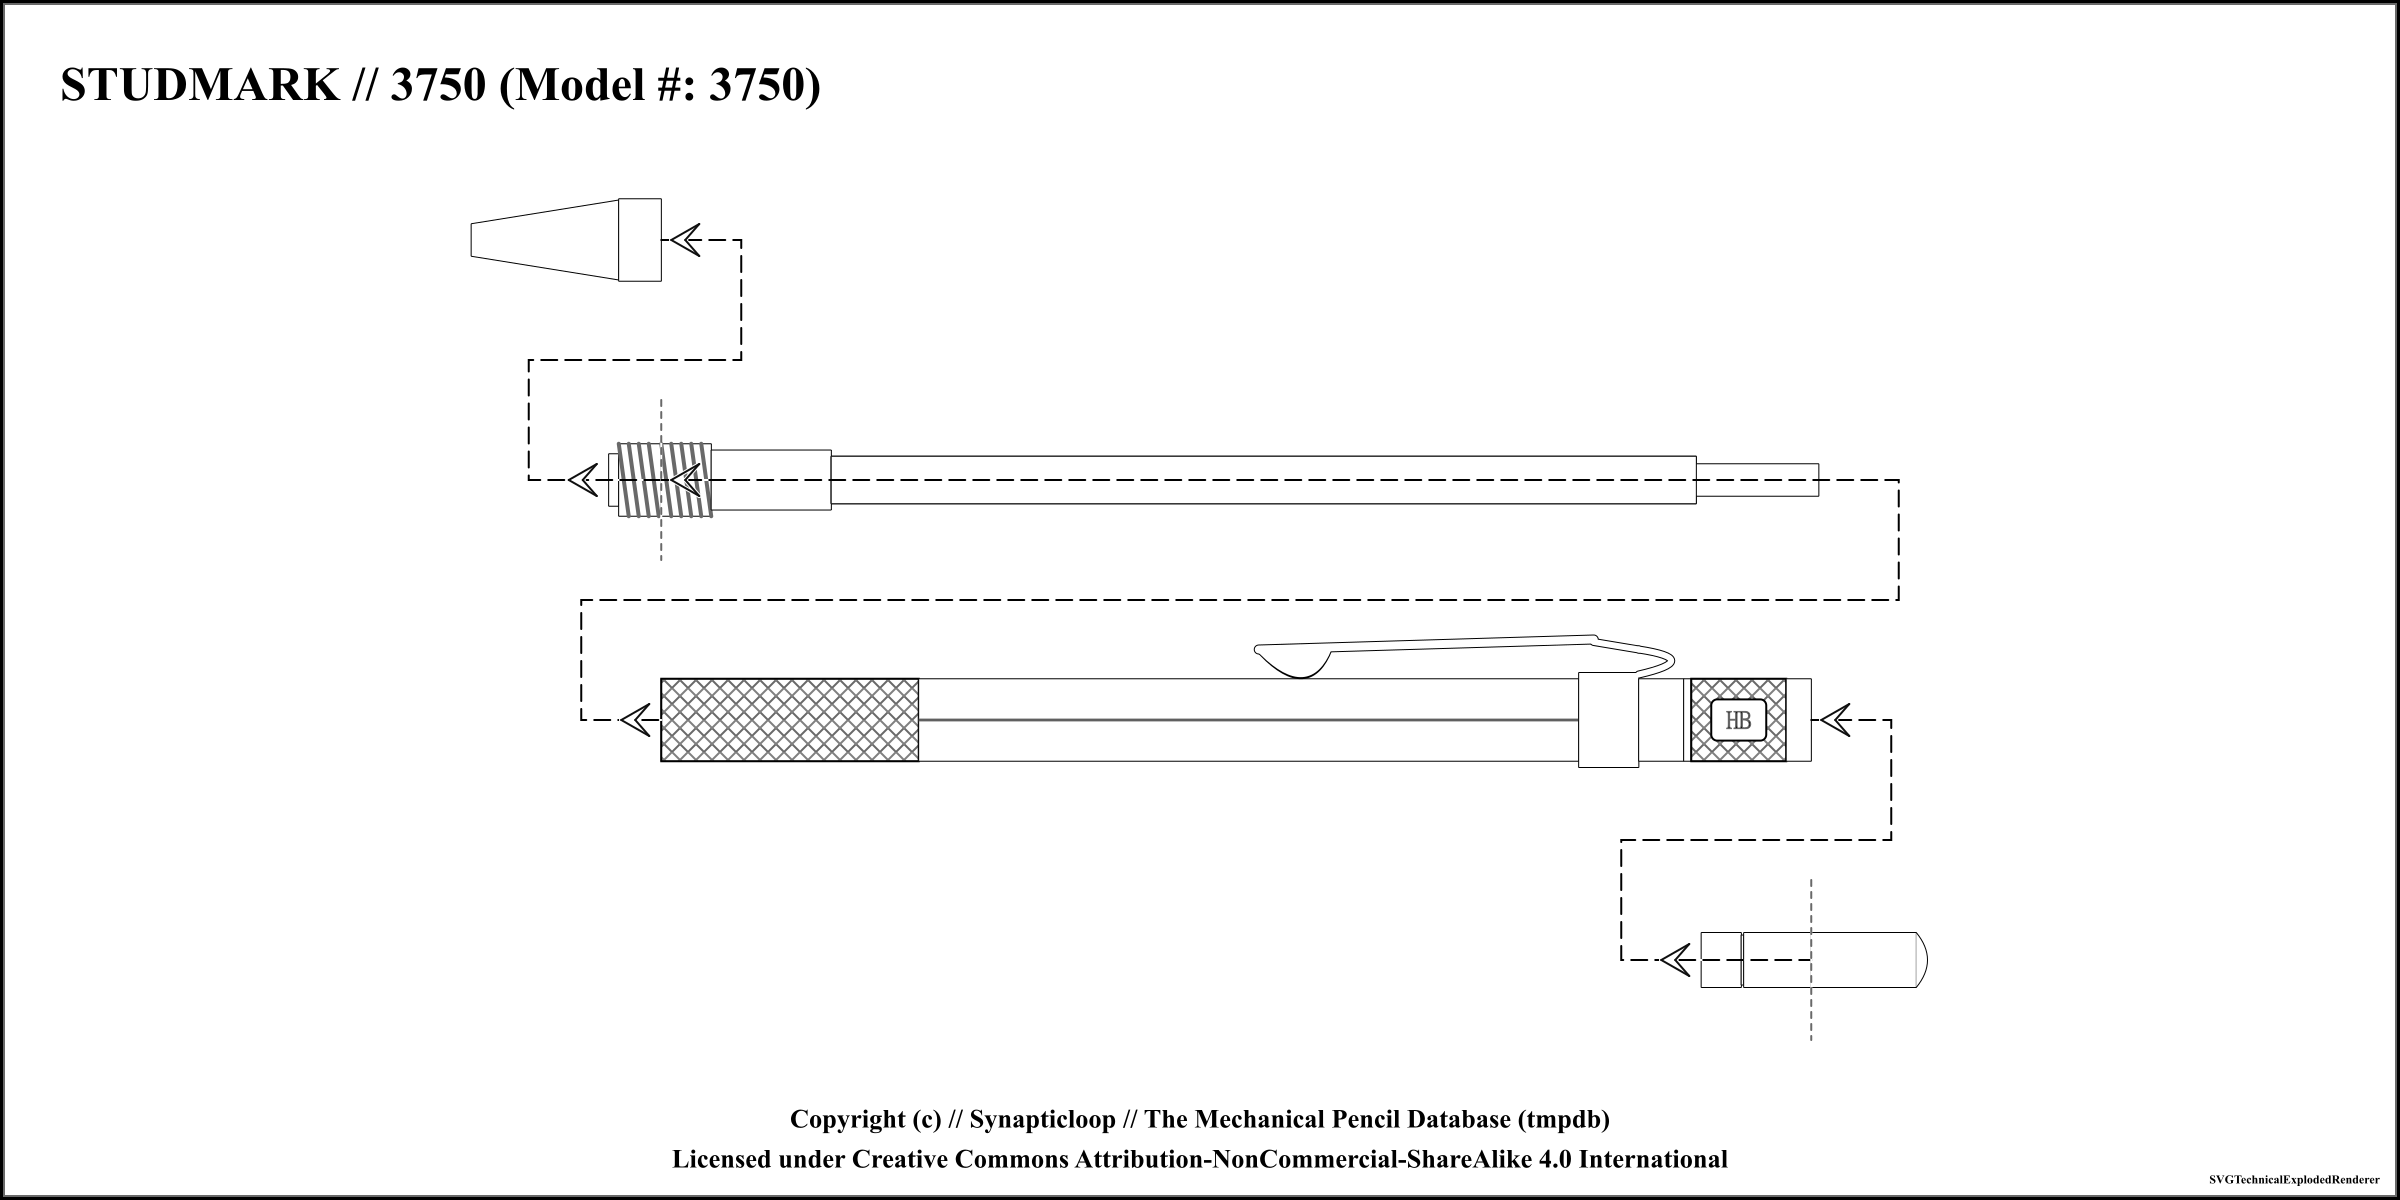 STUDMARK // 3750 (Model #: 3750)
HB
Copyright (c) // Synapticloop // The Mechanical Pencil Database (tmpdb)
Licensed under Creative Commons Attribution-NonCommercial-ShareAlike 4.0 International
SVGTechnicalExplodedRenderer